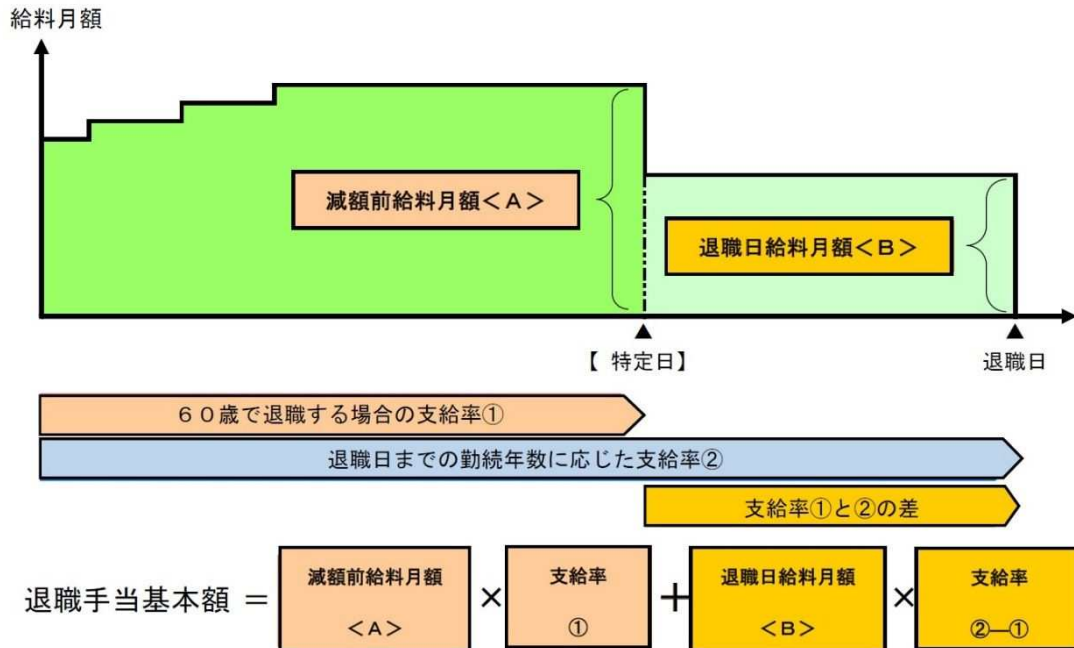 給料月額
減額前給料月額<A>
退職日給料月額<B>
▲ ▲
【 特定日】 退職日
60歳で退職する場合の支給率①
退職日までの勤続年数に応じた支給率②
支給率①と②の差
退職手当基本額 = 減額前給料月額 <A> × 支給率 ① + 退職日給料月額 <B> × 支給率 ②―①